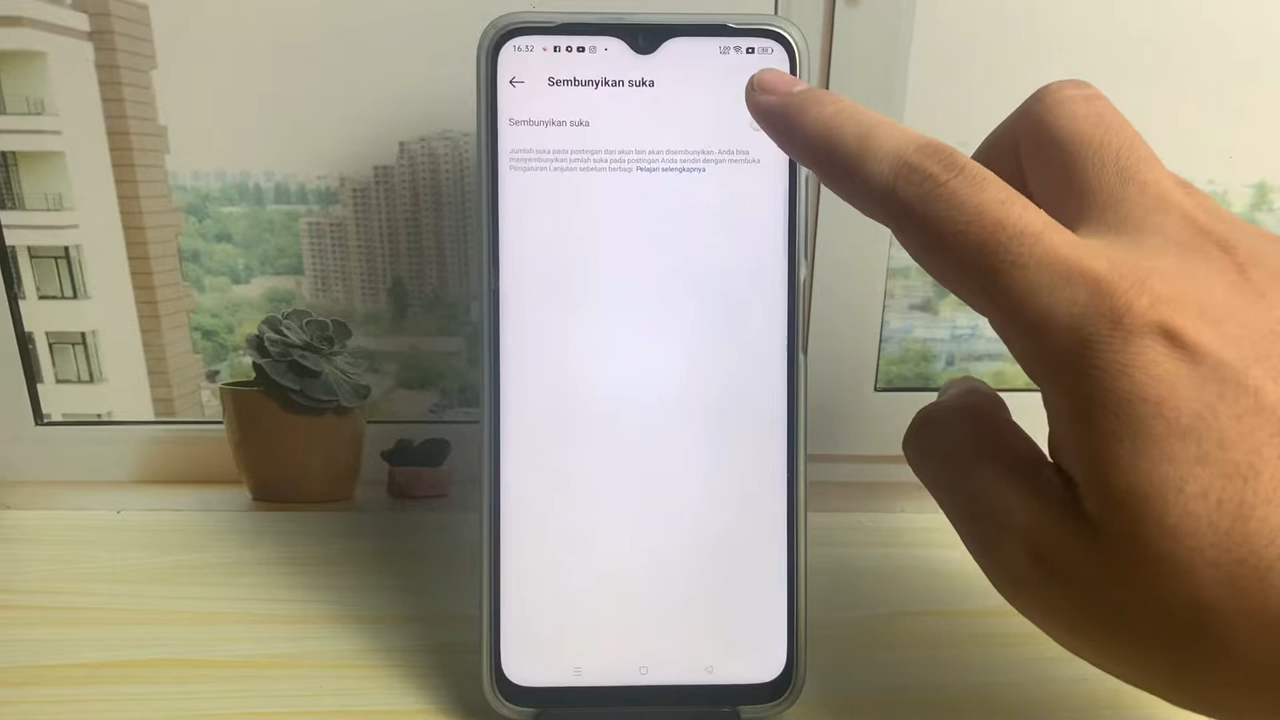 16.32
Sembunyikan suka
Sembunyikan suka
Jumlah suka pada postingan dari akun lain akan disembunyikan. Anda bisa
menyembunyikan jumlah suka pada postingan Anda sendiri dengan membuka
Pengaturan Lanjutan sebelum berbagi. Pelajari selengkapnya